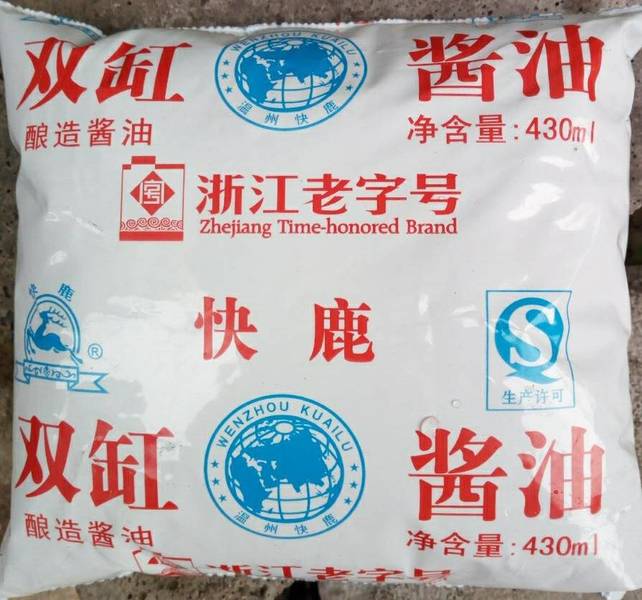 双缸
WENZHOU KUAILU
温州快鹿
酱油
酿造酱油
净含量:430ml
浙江老字号
Zhejiang Time-honored Brand
快鹿
®
快鹿
生产许可
双缸
WENZHOU KUAILU
温州快鹿
酱油
酿造酱油
净含量:430ml
浙江老字号